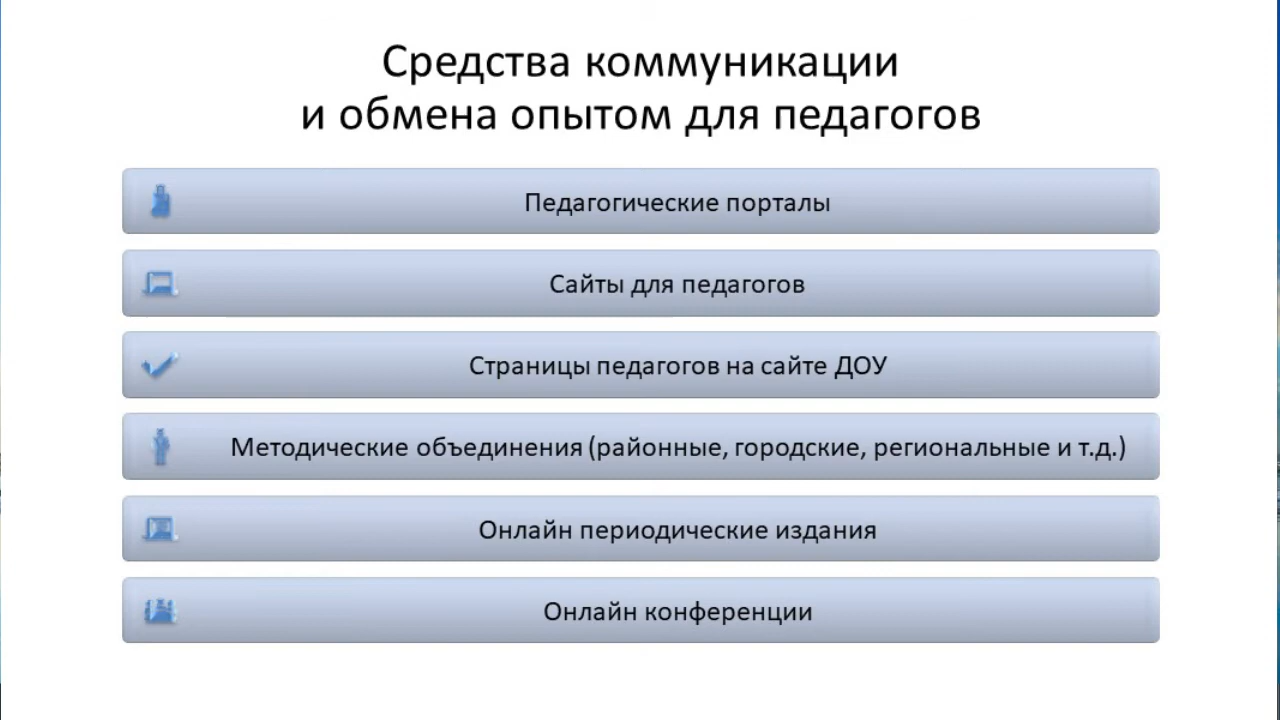 Средства коммуникации
и обмена опытом для педагогов
Педагогические порталы
Сайты для педагогов
Страницы педагогов на сайте ДОУ
Методические объединения (районные, городские, региональные и т.д.)
Онлайн периодические издания
Онлайн конференции